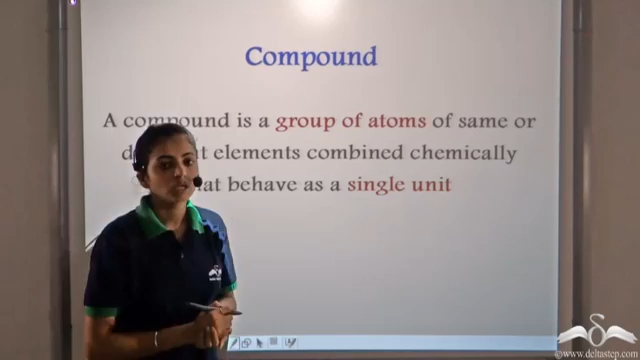 Compound
A compound is a group of atoms of same or
d t elements combined chemically
at behave as a single unit
©www.deltastep.com